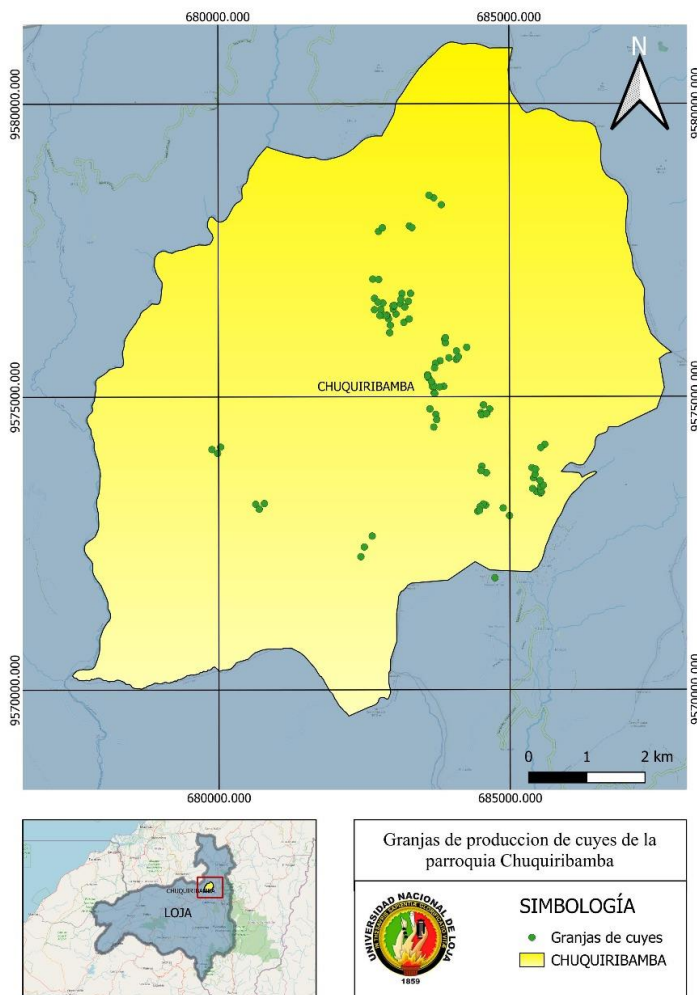 680000.000
685000.000
N
9580000.000
9580000.000
CHUQUIRIBAMBA
9575000.000
9575000.000
9570000.000
9570000.000
0 1 2 km
680000.000
685000.000
CHUQUIRIBAMBA
LOJA
Granjas de produccion de cuyes de la
parroquia Chuquiribamba
UNIVERSIDAD NACIONAL DE LOJA
1859
SIMBOLOGÍA
Granjas de cuyes
CHUQUIRIBAMBA